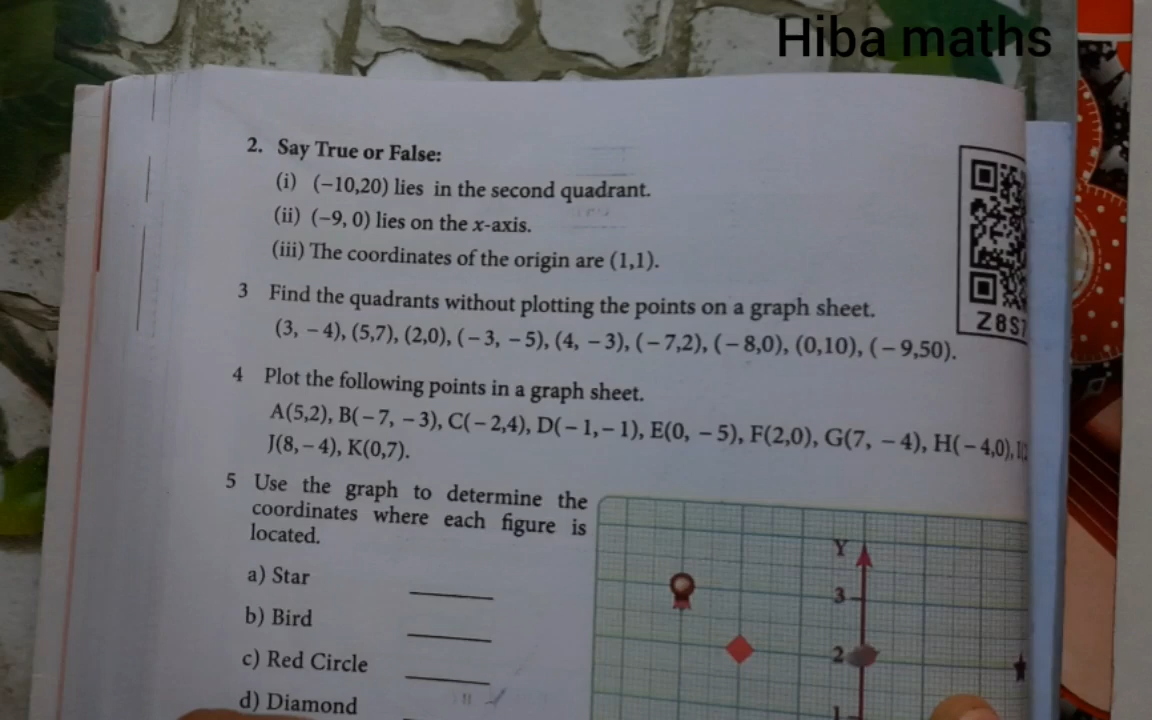 Hiba maths
2. Say True or False:
(i) (−10,20) lies in the second quadrant.
(ii) (−9, 0) lies on the x-axis.
(iii) The coordinates of the origin are (1,1).
Z8S
3 Find the quadrants without plotting the points on a graph sheet.
(3, −4), (5,7), (2,0), (−3, −5), (4, −3), (−7,2), (−8,0), (0,10), (−9,50).
4 Plot the following points in a graph sheet.
A(5,2), B(−7, −3), C(−2,4), D(−1,−1), E(0, −5), F(2,0), G(7, −4), H(−4,0),
J(8,−4), K(0,7).
5 Use the graph to determine the
coordinates where each figure is
located.
a) Star
b) Bird
c) Red Circle
d) Diamond
Y
3
2
1